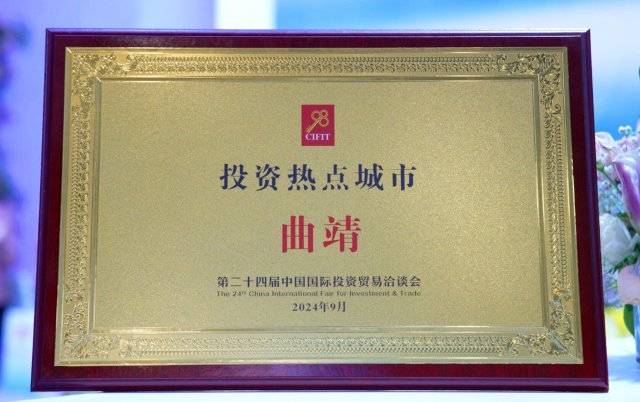 98
CIFIT
投资热点城市
曲靖
第二十四届中国国际投资贸易洽谈会
The 24th China International Fair for Investment & Trade
2024年9月